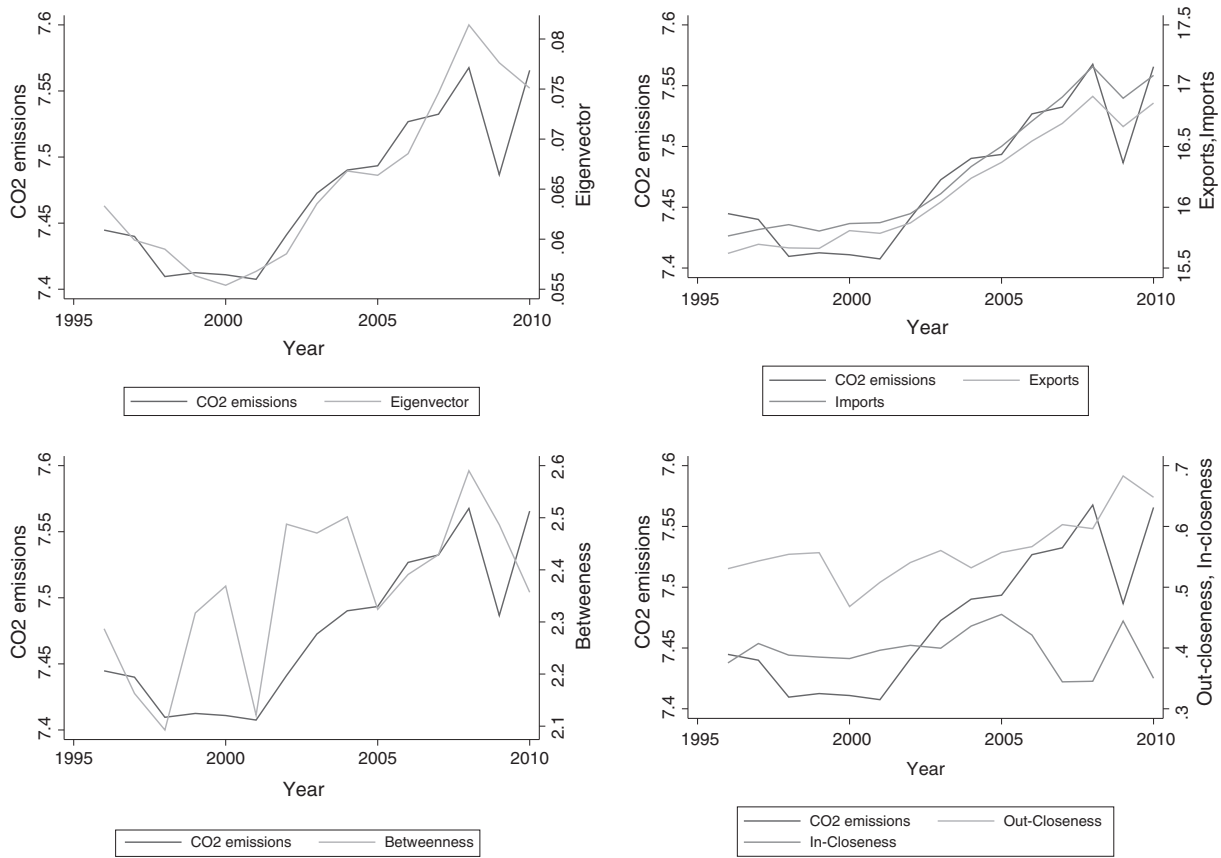 CO2 emissions
7.4 7.45 7.5 7.55 7.6
.055 .06 .065 .07 .075 .08
Eigenvector
1995 2000 2005 2010
Year
CO2 emissions Eigenvector
CO2 emissions
7.4 7.45 7.5 7.55 7.6
15.5 16 16.5 17 17.5
Exports,Imports
1995 2000 2005 2010
Year
CO2 emissions Exports
Imports
CO2 emissions
7.4 7.45 7.5 7.55 7.6
2.1 2.2 2.3 2.4 2.5 2.6
Betweeness
1995 2000 2005 2010
Year
CO2 emissions Betweenness
CO2 emissions
7.4 7.45 7.5 7.55 7.6
.3 .4 .5 .6 .7
Out-closeness, In-closeness
1995 2000 2005 2010
Year
CO2 emissions Out-Closeness
In-Closeness